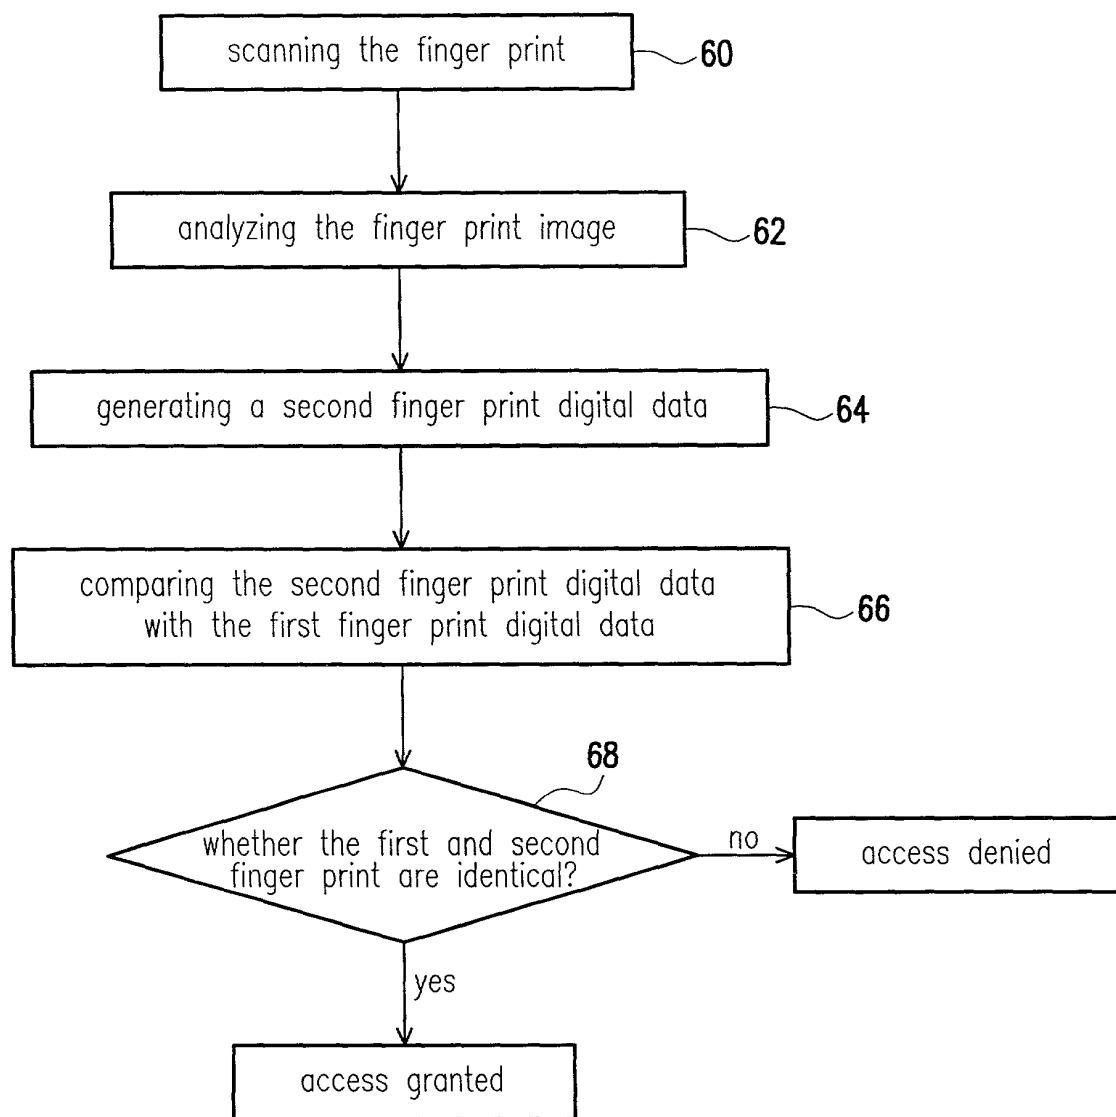 scanning the finger print
60
analyzing the finger print image
62
generating a second finger print digital data
64
comparing the second finger print digital data
with the first finger print digital data
66
68
whether the first and second
finger print are identical?
no
access denied
yes
access granted